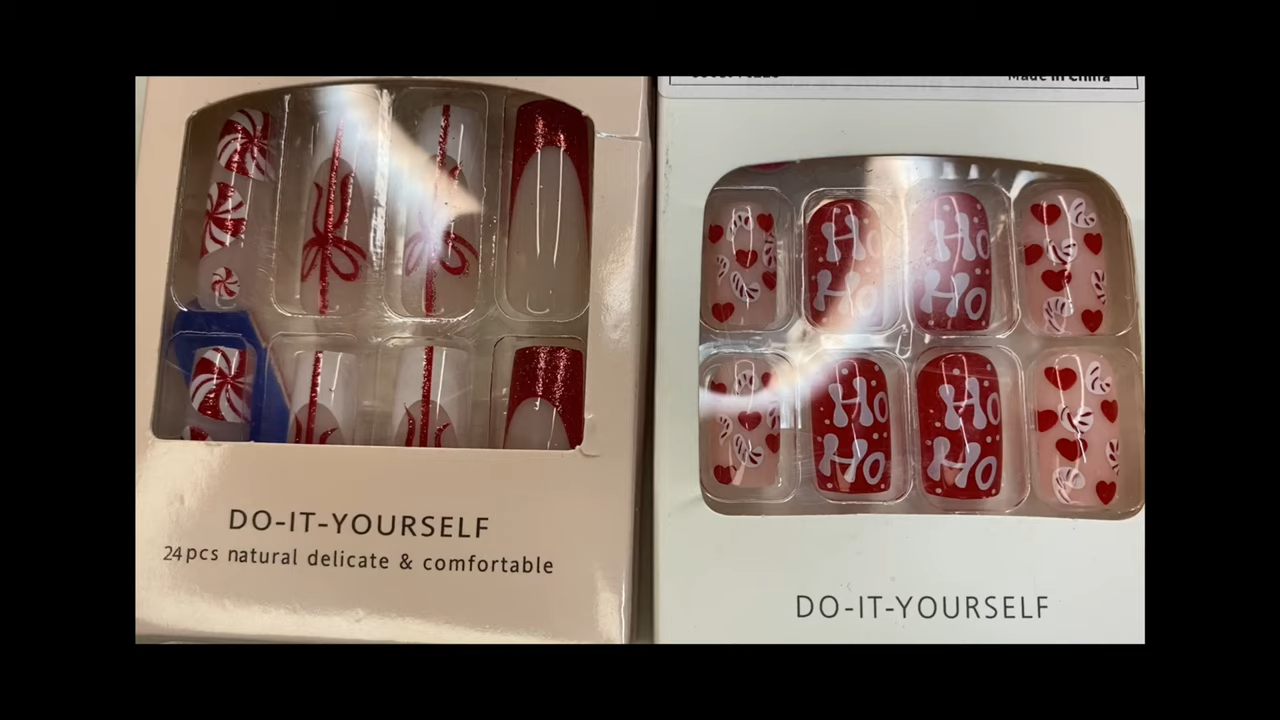 DO-IT-YOURSELF
24pcs natural delicate & comfortable
Made in China
Ho Ho
Ho Ho
Ho Ho
Ho Ho
DO-IT-YOURSELF